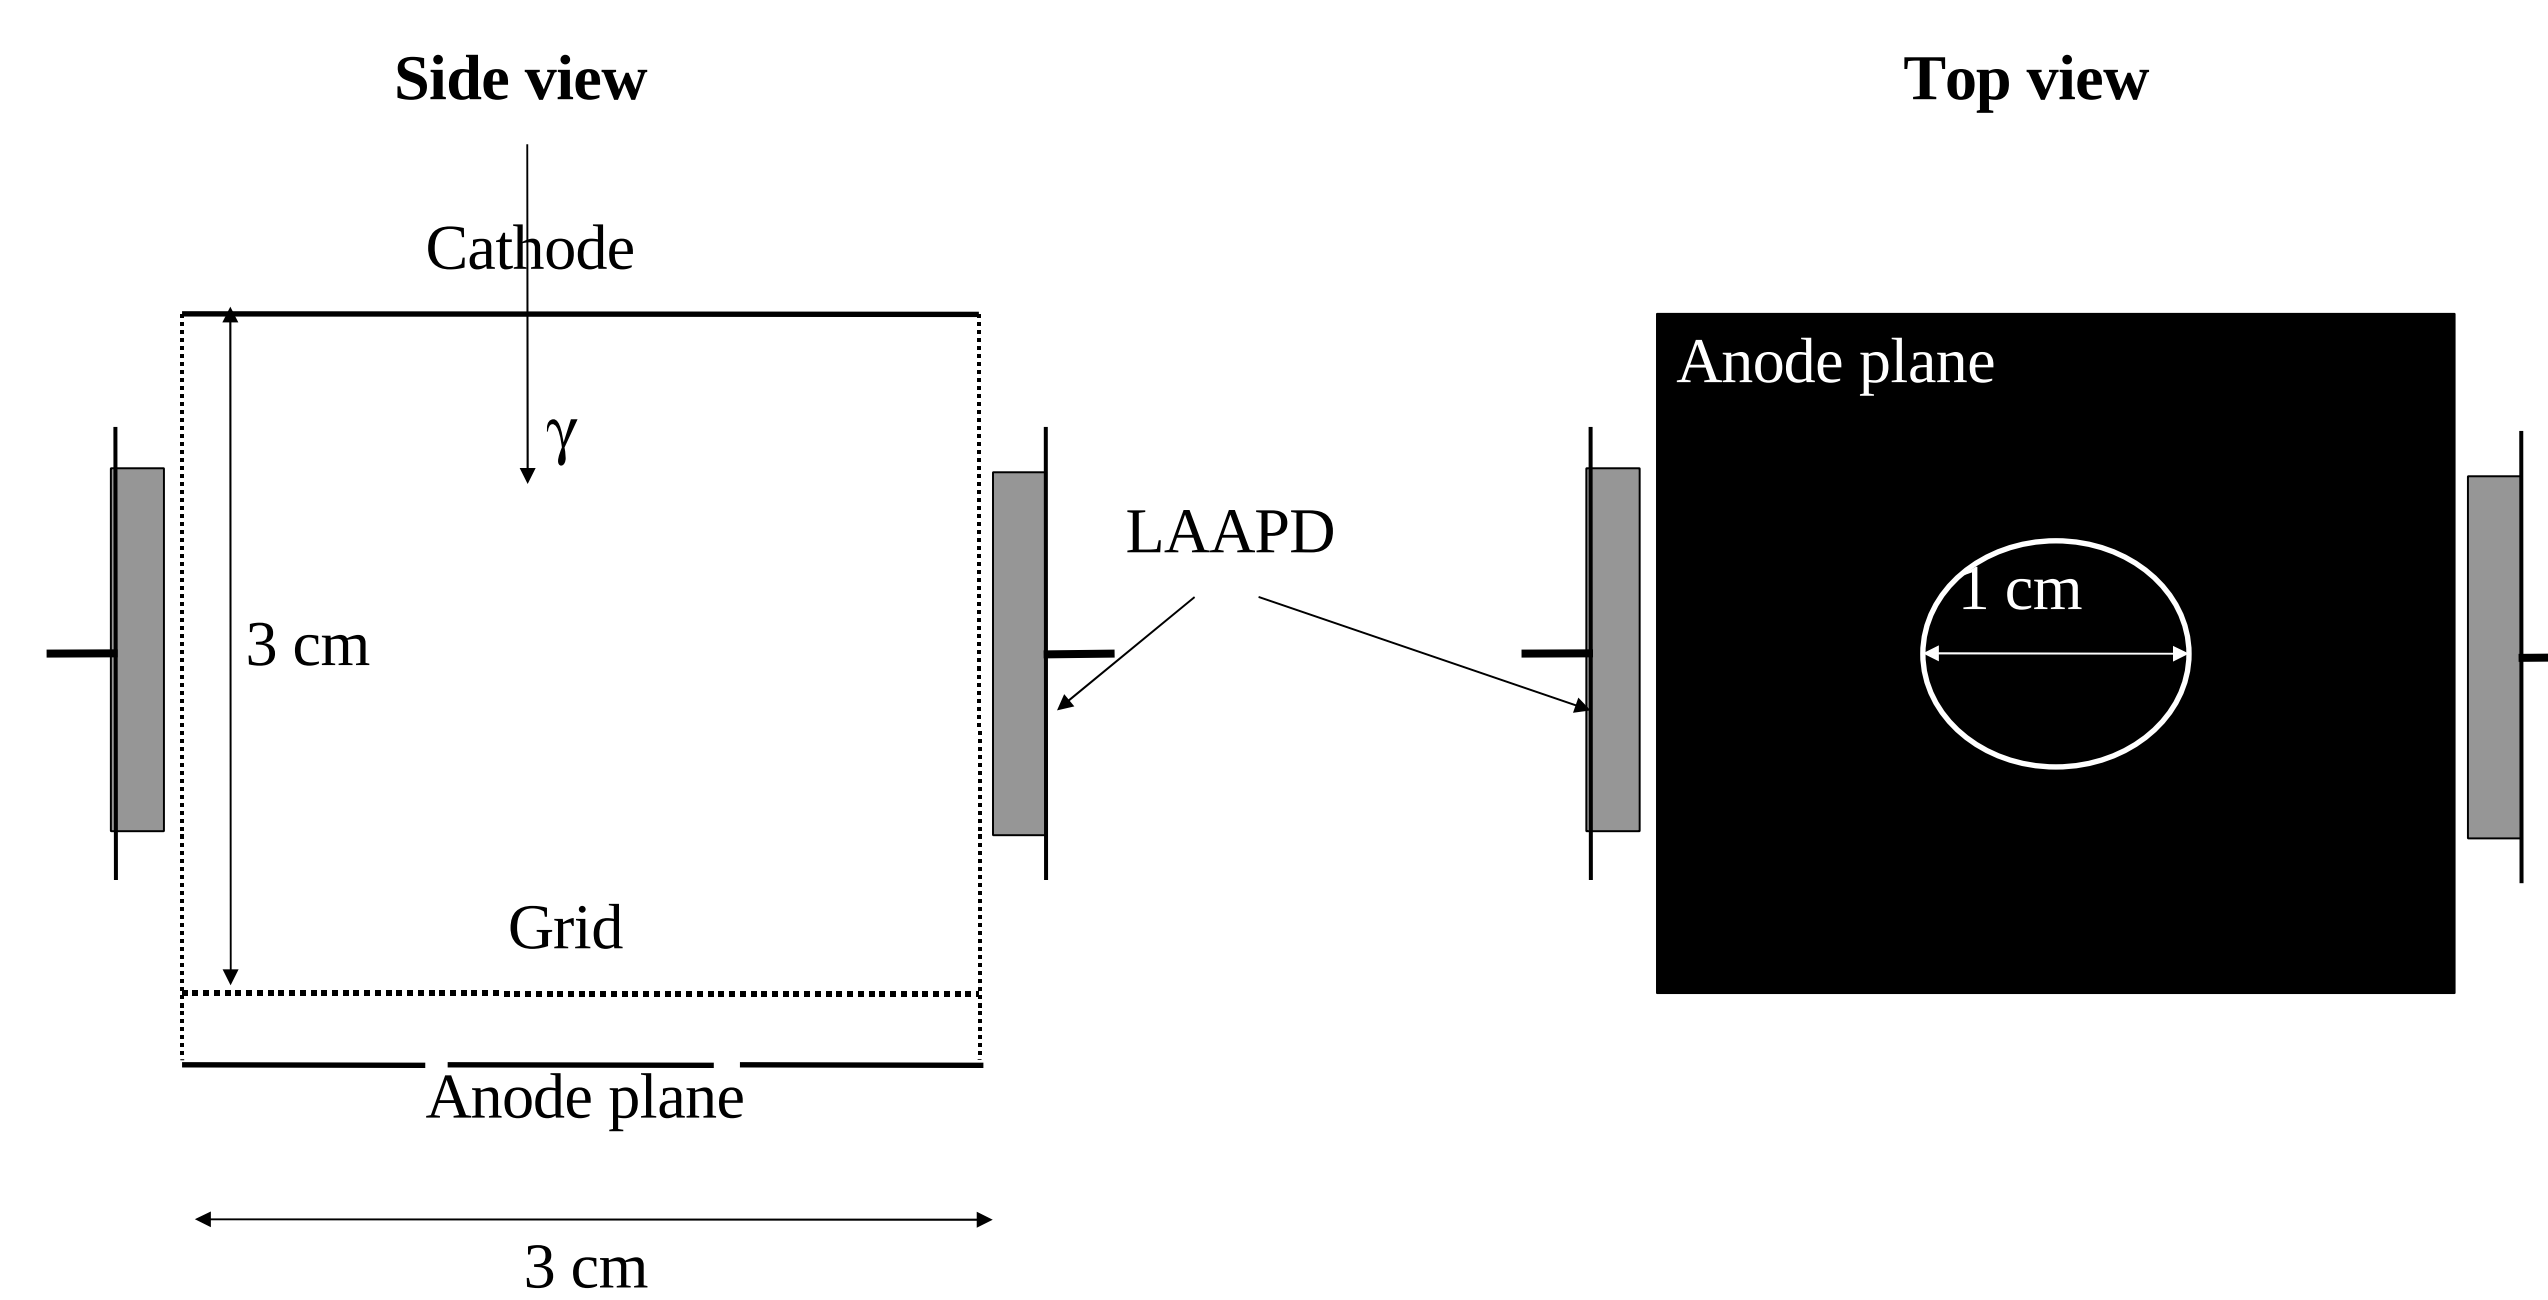 Side view
Top view
Cathode
Anode plane
γ
LAAPD
1 cm
3 cm
Grid
Anode plane
3 cm